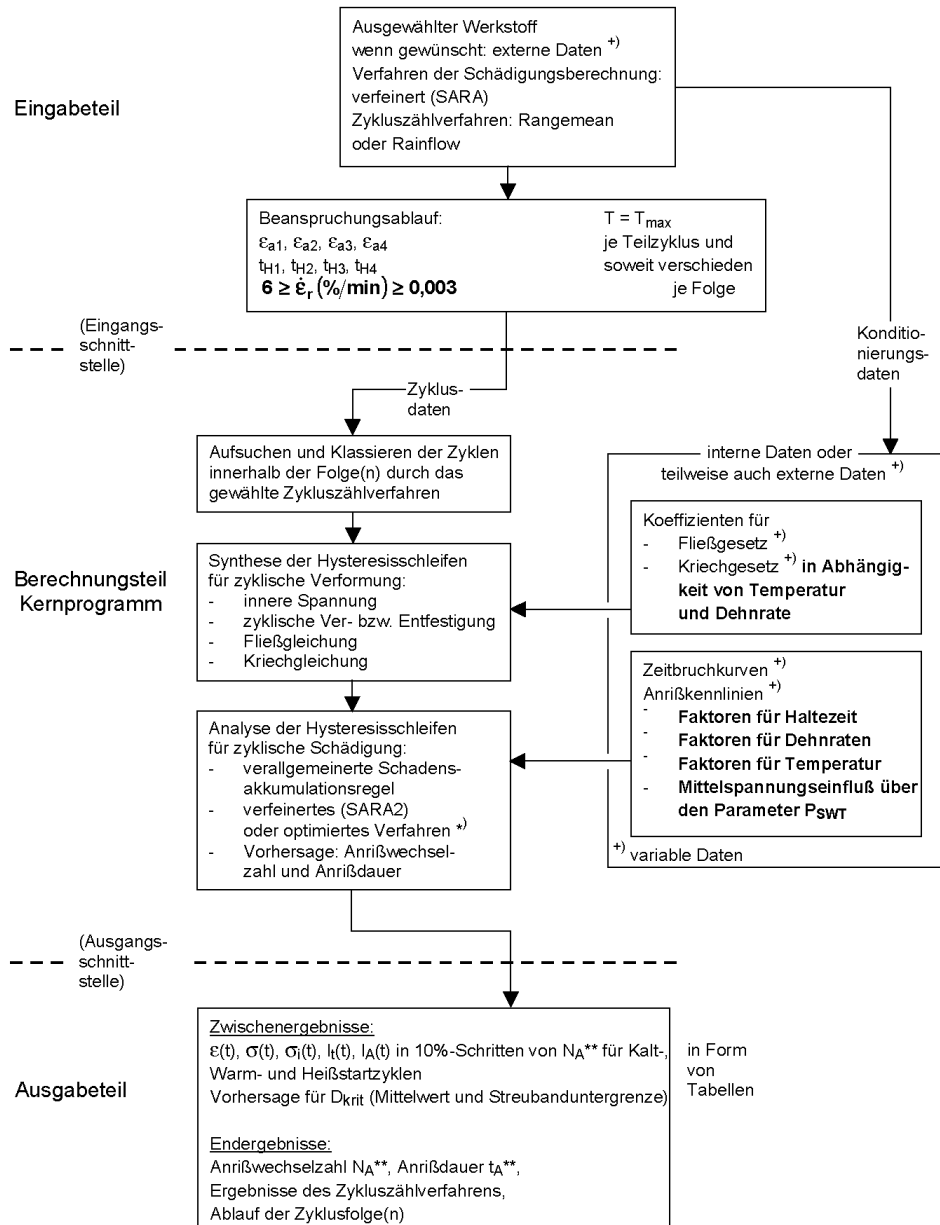 Ausgewählter Werkstoff
wenn gewünscht: externe Daten +)
Verfahren der Schädigungsberechnung:
verfeinert (SARA)
Zykluszählverfahren: Rangemean
oder Rainflow
Eingabeteil
Beanspruchungsablauf:
εa1, εa2, εa3, εa4
tH1, tH2, tH3, tH4
6 ≥ ε̇r (%/min) ≥ 0,003
T = Tmax
je Teilzyklus und
soweit verschieden
je Folge
(Eingangs-
schnitt-
stelle)
Konditio-
nierungs-
daten
Zyklus-
daten
Aufsuchen und Klassieren der Zyklen
innerhalb der Folge(n) durch das
gewählte Zykluszählverfahren
interne Daten oder
teilweise auch externe Daten +)
Koeffizienten für
- Fließgesetz +)
- Kriechgesetz +) in Abhängig-
keit von Temperatur
und Dehnrate
Berechnungsteil
Kernprogramm
Synthese der Hysteresisschleifen
für zyklische Verformung:
- innere Spannung
- zyklische Ver- bzw. Entfestigung
- Fließgleichung
- Kriechgleichung
Zeitbruchkurven +)
Anrißkennlinien +)
- Faktoren für Haltezeit
- Faktoren für Dehnraten
- Faktoren für Temperatur
- Mittelspannungseinfluß über
den Parameter PSWT
Analyse der Hysteresisschleifen
für zyklische Schädigung:
- verallgemeinerte Schadens-
akkumulationsregel
- verfeinertes (SARA2)
oder optimiertes Verfahren *)
- Vorhersage: Anrißwechsel-
zahl und Anrißdauer
+) variable Daten
(Ausgangs-
schnitt-
stelle)
Ausgabeteil
Zwischenergebnisse:
ε(t), σ(t), σi(t), It(t), IA(t) in 10%-Schritten von NA** für Kalt-,
Warm- und Heißstartzyklen
Vorhersage für Dkrit (Mittelwert und Streubanduntergrenze)
Endergebnisse:
Anrißwechselzahl NA**, Anrißdauer tA**,
Ergebnisse des Zykluszählverfahrens,
Ablauf der Zyklusfolge(n)
in Form
von
Tabellen